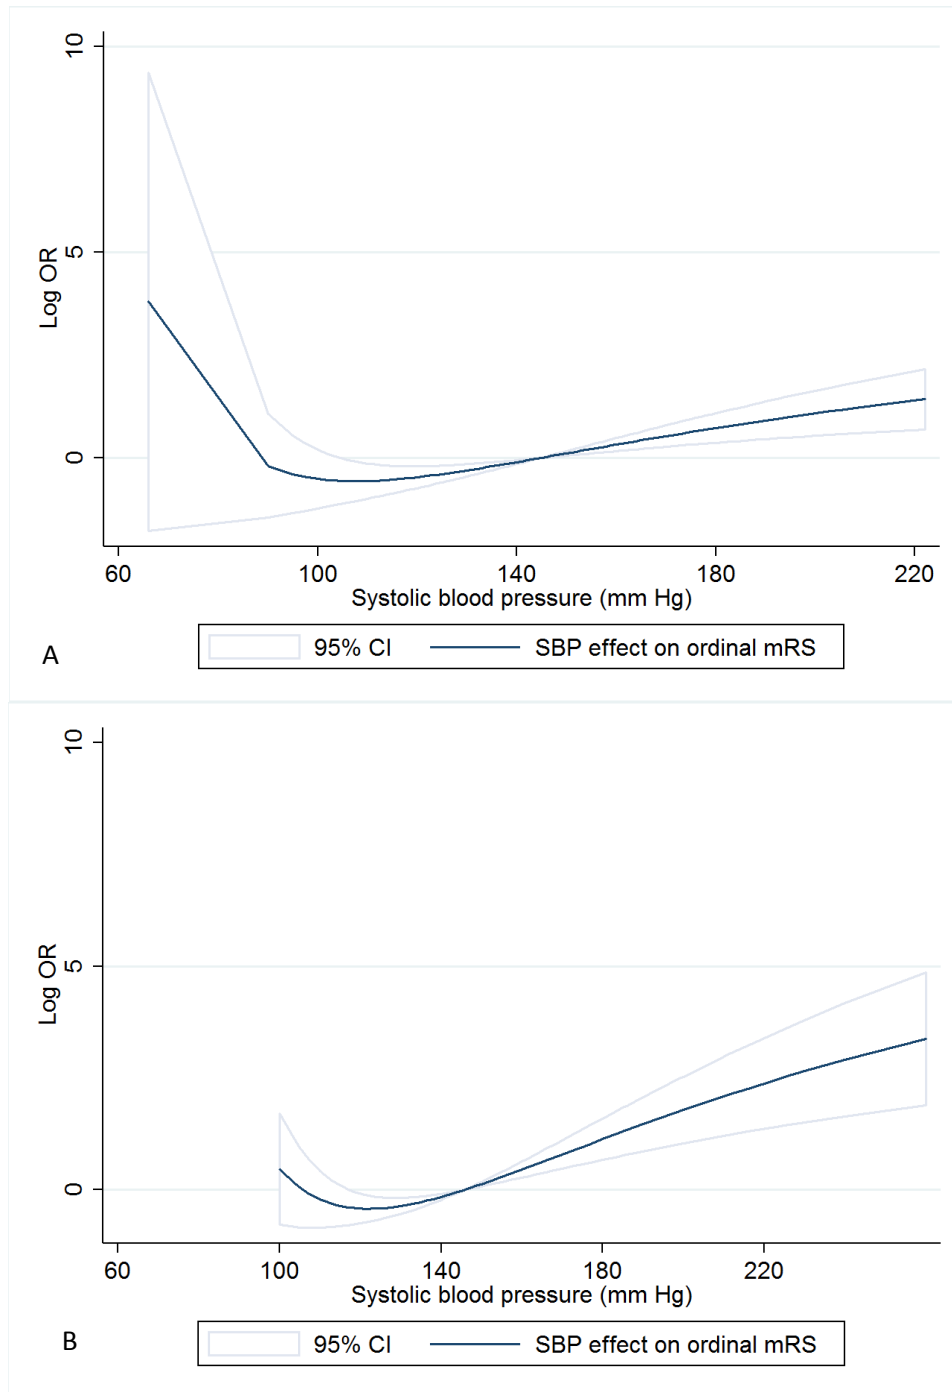 10
5
0
Log OR
60 100 140 180 220
Systolic blood pressure (mm Hg)
A
95% CI SBP effect on ordinal mRS
10
5
0
Log OR
60 100 140 180 220
Systolic blood pressure (mm Hg)
B
95% CI SBP effect on ordinal mRS